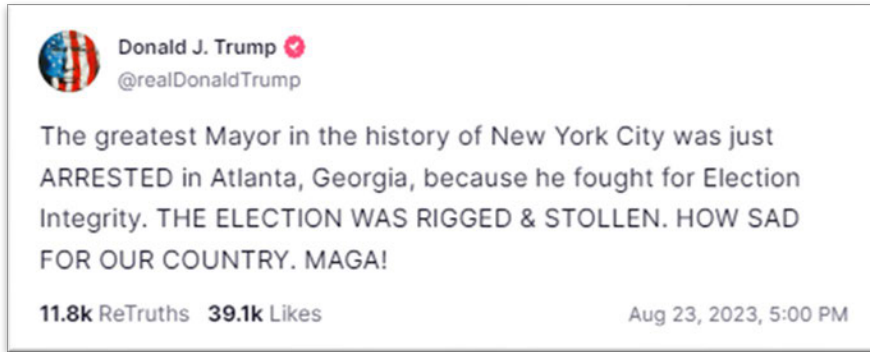 Donald J. Trump
@realDonaldTrump
The greatest Mayor in the history of New York City was just
ARRESTED in Atlanta, Georgia, because he fought for Election
Integrity. THE ELECTION WAS RIGGED & STOLLEN. HOW SAD
FOR OUR COUNTRY. MAGA!
11.8k ReTruths 39.1k Likes Aug 23, 2023, 5:00 PM